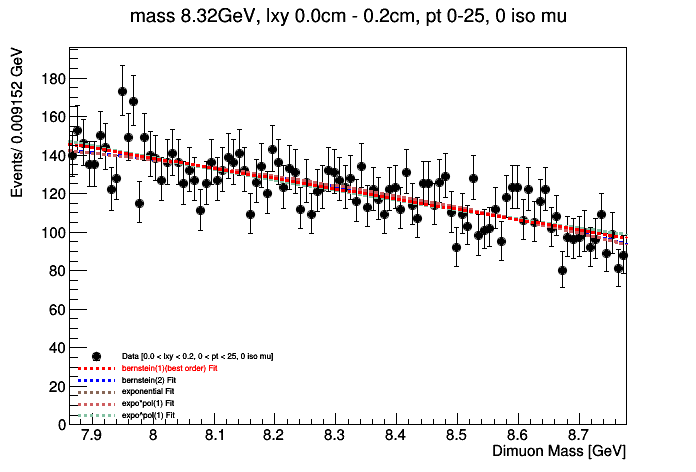 mass 8.32GeV, lxy 0.0cm - 0.2cm, pt 0-25, 0 iso mu
Events/ 0.009152 GeV
180
160
140
120
100
80
60
40
20
0
Data [0.0 < lxy < 0.2, 0 < pt < 25, 0 iso mu]
bernstein(1)(best order) Fit
bernstein(2) Fit
exponential Fit
expo*pol(1) Fit
expo^pol(1) Fit
7.9 8 8.1 8.2 8.3 8.4 8.5 8.6 8.7
Dimuon Mass [GeV]